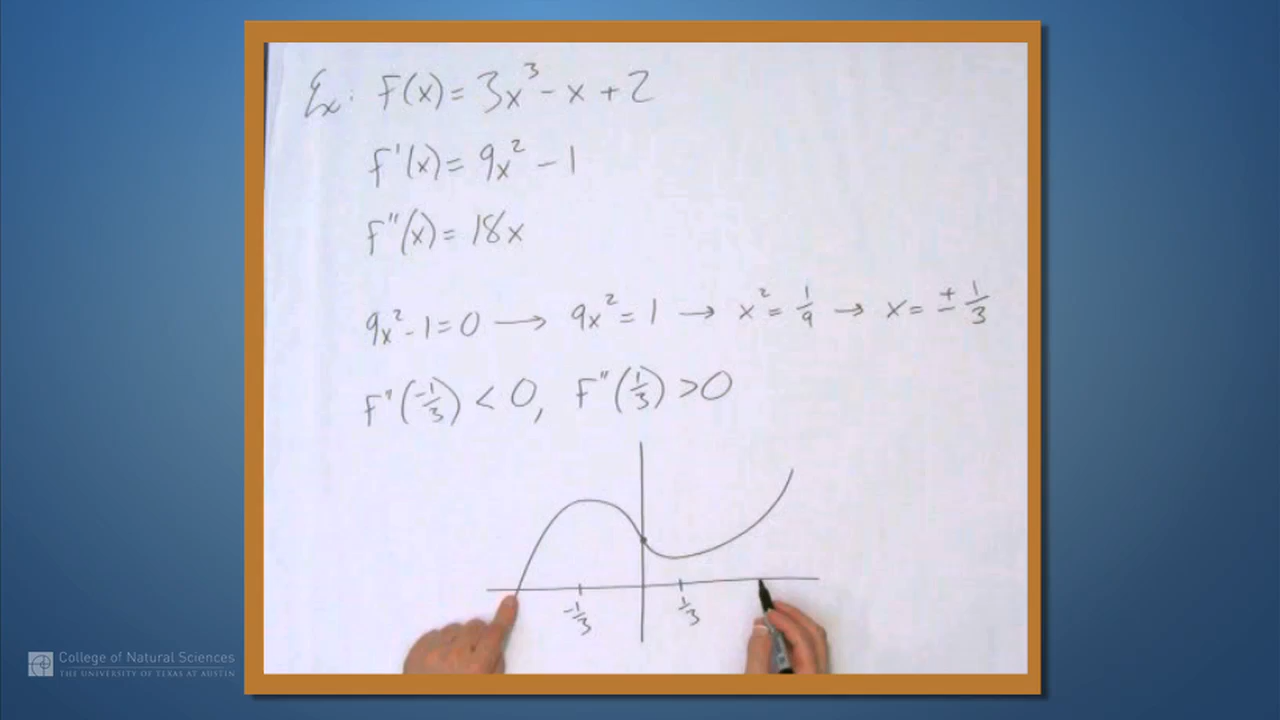 Ex: f(x) = 3x³ - x + 2
f'(x) = 9x² - 1
f"(x) = 18x
9x² - 1 = 0 → 9x² = 1 → x² = 1/9 → x = ± 1/3
f"(-1/3) < 0, f"(1/3) > 0
-1/3 1/3
College of Natural Sciences
THE UNIVERSITY OF TEXAS AT AUSTIN